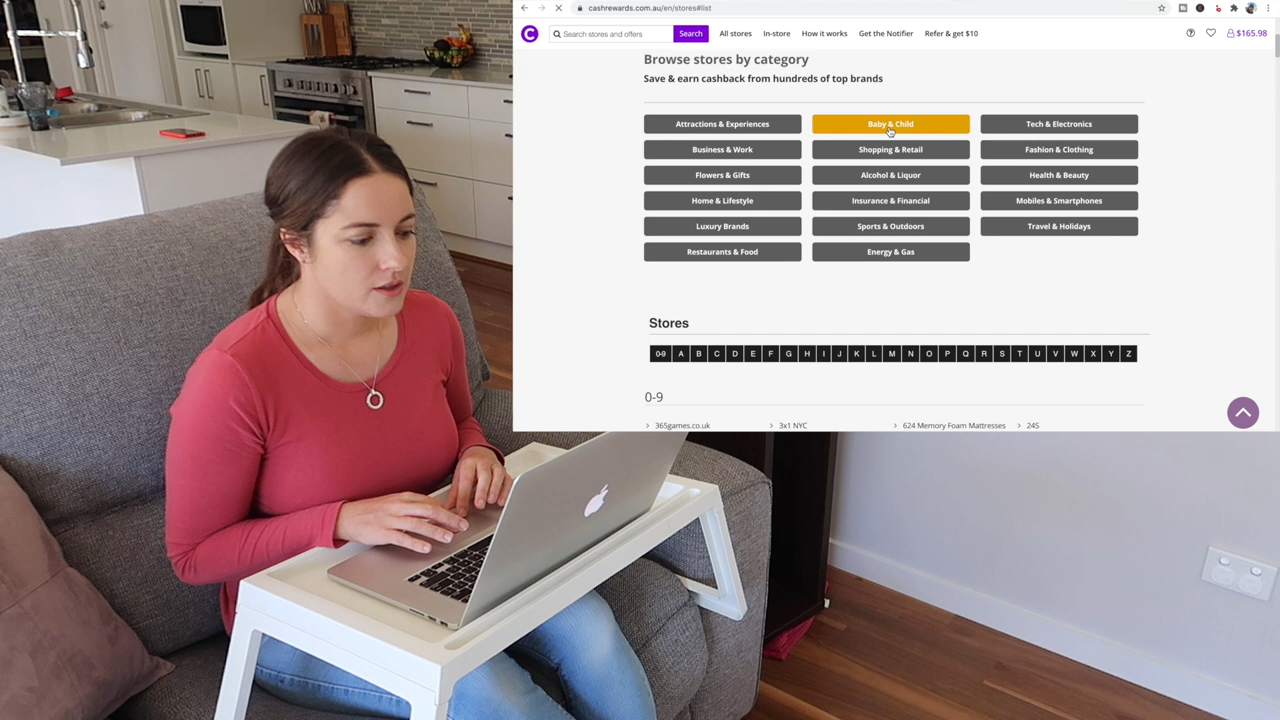 cashrewards.com.au/en/stores#list
C Search stores and offers Search All stores In-store How it works Get the Notifier Refer & get $10 $165.98
Browse stores by category
Save & earn cashback from hundreds of top brands
Attractions & Experiences Baby & Child Tech & Electronics
Business & Work Shopping & Retail Fashion & Clothing
Flowers & Gifts Alcohol & Liquor Health & Beauty
Home & Lifestyle Insurance & Financial Mobiles & Smartphones
Luxury Brands Sports & Outdoors Travel & Holidays
Restaurants & Food Energy & Gas
Stores
0-9 A B C D E F G H I J K L M N O P Q R S T U V W X Y Z
0-9
365games.co.uk 3x1 NYC 624 Memory Foam Mattresses 24S